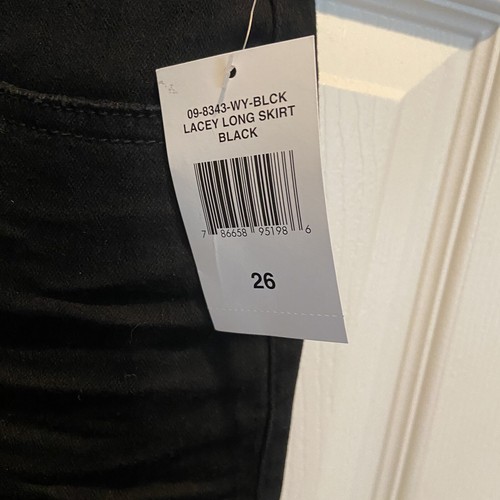 09-8343-WY-BLCK
LACEY LONG SKIRT
BLACK
7 86658 95198 6
26